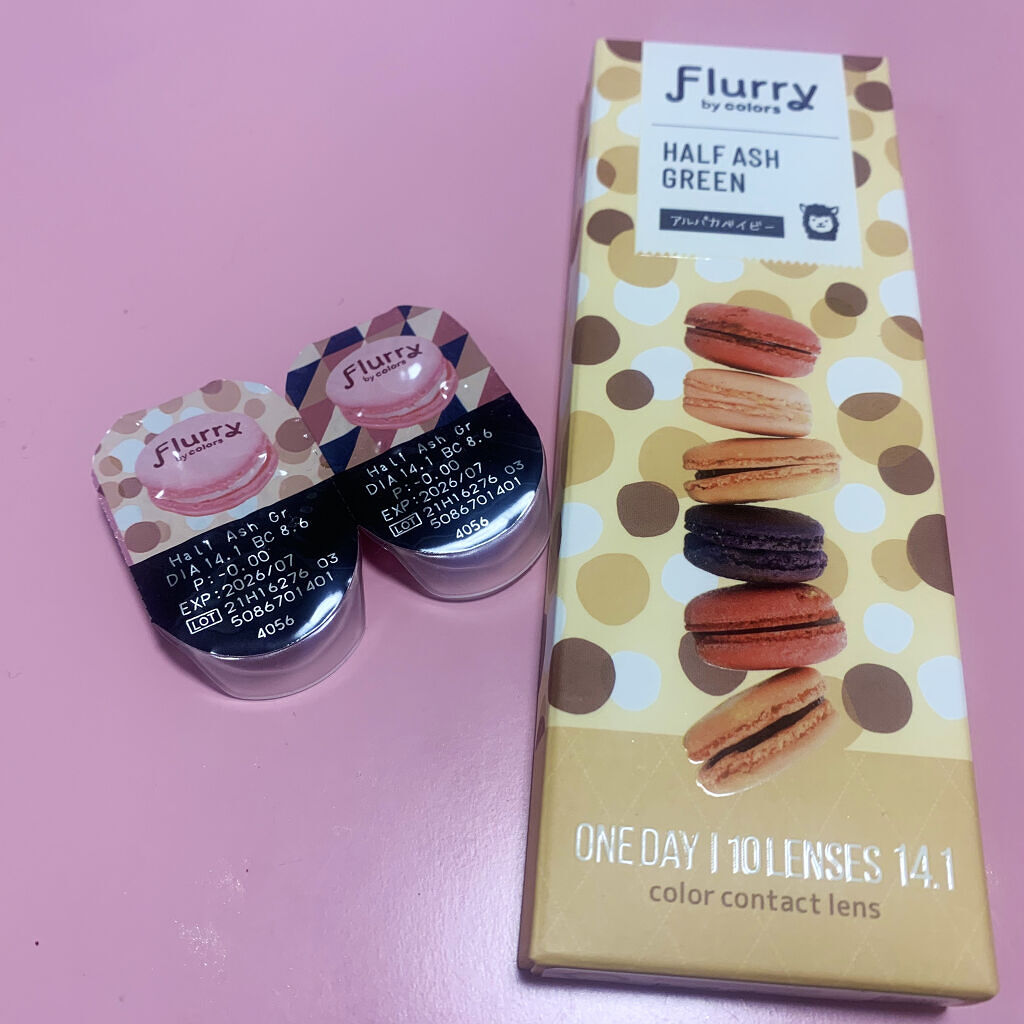 Flurry
by colors
HALF ASH
GREEN
アルパカベイビー
ONE DAY | 10 LENSES 14.1
color contact lens
Flurry
by colors
Half Ash Gr
DIA 14.1 BC 8.6
P:-0.00
EXP:2026/07
LOT 21H16276 03
5086701401
4056
Flurry
by colors
Half Ash Gr
DIA 14.1 BC 8.6
P:-0.00
EXP:2026/07
LOT 21H16276 03
5086701401
4056